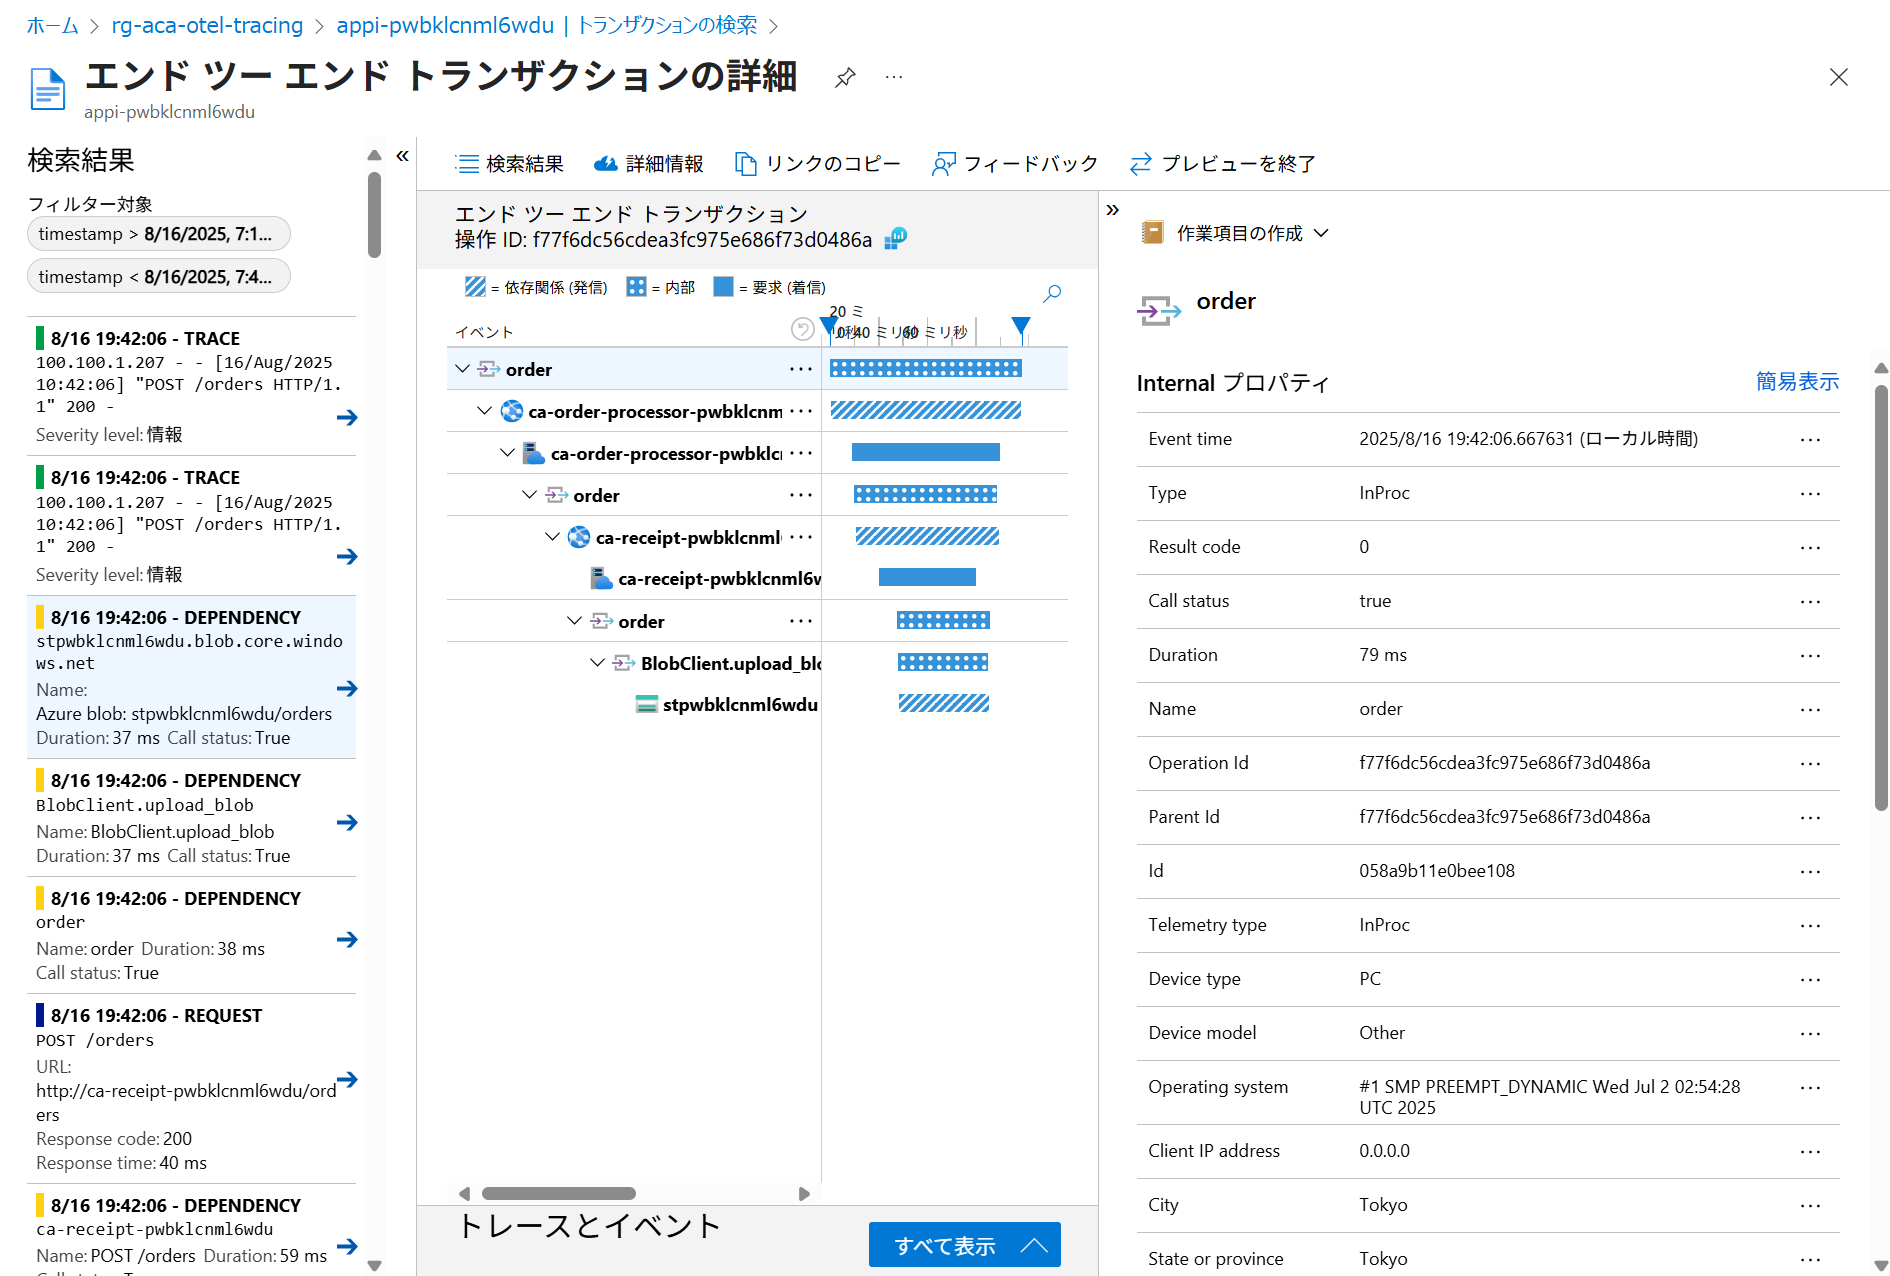 ホーム > rg-aca-otel-tracing > appi-pwbklcnml6wdu | トランザクションの検索 >
エンド ツー エンド トランザクションの詳細 ···
appi-pwbklcnml6wdu
検索結果
フィルター対象
timestamp > 8/16/2025, 7:1...
timestamp < 8/16/2025, 7:4...
8/16 19:42:06 - TRACE
100.100.1.207 - - [16/Aug/2025
10:42:06] "POST /orders HTTP/1.
1" 200 -
Severity level: 情報
8/16 19:42:06 - TRACE
100.100.1.207 - - [16/Aug/2025
10:42:06] "POST /orders HTTP/1.
1" 200 -
Severity level: 情報
8/16 19:42:06 - DEPENDENCY
stpwbklcnml6wdu.blob.core.windo
ws.net
Name:
Azure blob: stpwbklcnml6wdu/orders
Duration: 37 ms Call status: True
8/16 19:42:06 - DEPENDENCY
BlobClient.upload_blob
Name: BlobClient.upload_blob
Duration: 37 ms Call status: True
8/16 19:42:06 - DEPENDENCY
order
Name: order Duration: 38 ms
Call status: True
8/16 19:42:06 - REQUEST
POST /orders
URL:
http://ca-receipt-pwbklcnml6wdu/ord
ers
Response code: 200
Response time: 40 ms
8/16 19:42:06 - DEPENDENCY
ca-receipt-pwbklcnml6wdu
Name: POST /orders Duration: 59 ms
検索結果 詳細情報 リンクのコピー フィードバック プレビューを終了
エンド ツー エンド トランザクション
操作 ID: f77f6dc56cdea3fc975e686f73d0486a
= 依存関係 (発信) = 内部 = 要求 (着信)
イベント
20 ミ
40 ミリ秒
60 ミリ秒
order ···
ca-order-processor-pwbklcnm ···
ca-order-processor-pwbklc ···
order ···
ca-receipt-pwbklcnml ···
ca-receipt-pwbklcnml6w
order ···
BlobClient.upload_blo
stpwbklcnml6wdu
トレースとイベント
すべて表示
作業項目の作成
order
Internal プロパティ 簡易表示
Event time 2025/8/16 19:42:06.667631 (ローカル時間) ···
Type InProc ···
Result code 0 ···
Call status true ···
Duration 79 ms ···
Name order ···
Operation Id f77f6dc56cdea3fc975e686f73d0486a ···
Parent Id f77f6dc56cdea3fc975e686f73d0486a ···
Id 058a9b11e0bee108 ···
Telemetry type InProc ···
Device type PC ···
Device model Other ···
Operating system #1 SMP PREEMPT_DYNAMIC Wed Jul 2 02:54:28 ···
UTC 2025
Client IP address 0.0.0.0 ···
City Tokyo ···
State or province Tokyo ···